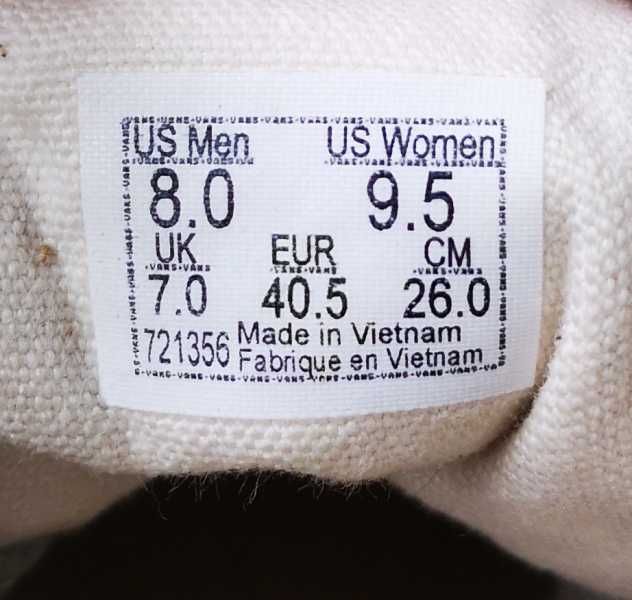 US Men US Women
8.0 9.5
UK EUR CM
7.0 40.5 26.0
721356 Made in Vietnam
Fabrique en Vietnam